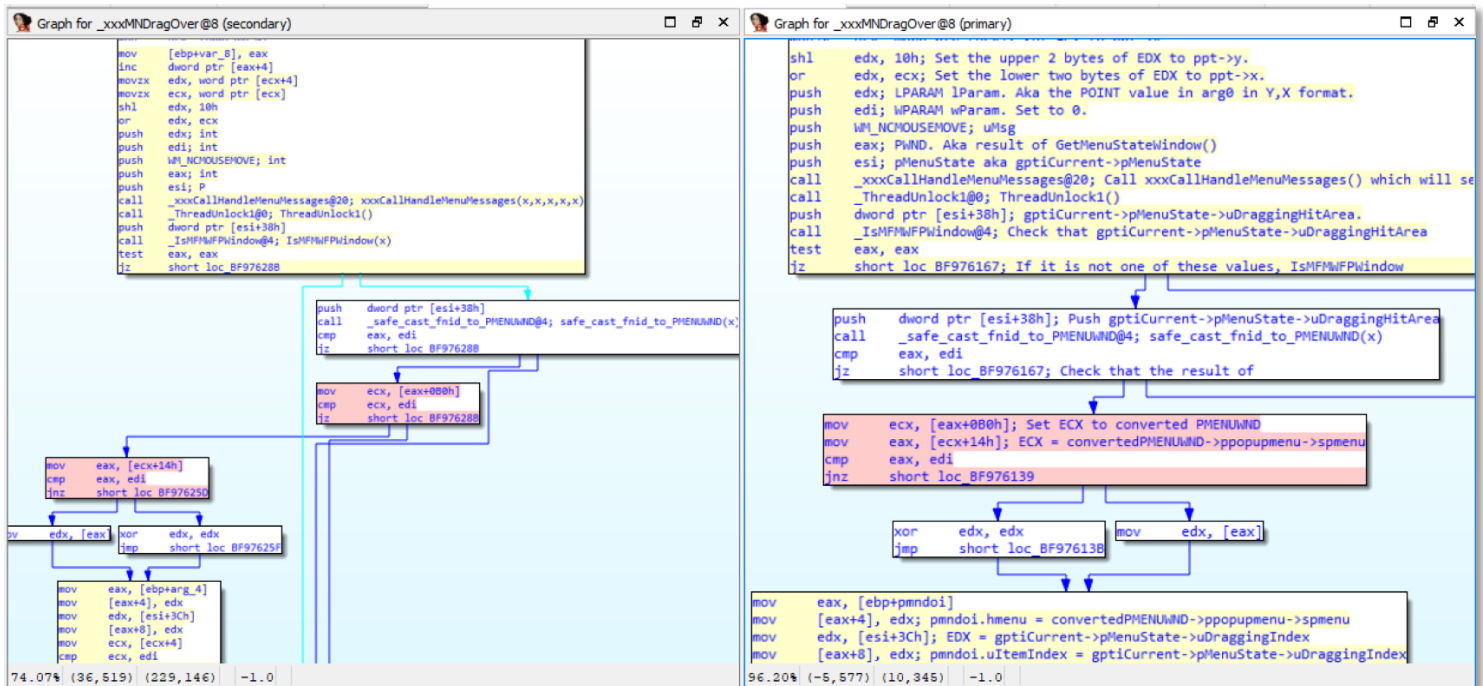 Graph for _xxxMNDragOver@8 (secondary)
mov [ebp+var_8], eax
inc dword ptr [eax+4]
movzx edx, word ptr [ecx+4]
movzx ecx, word ptr [ecx]
shl edx, 10h
or edx, ecx
push edx; int
push edi; int
push WM_NCMOUSEMOVE; int
push eax; int
push esi; P
call _xxxCallHandleMenuMessages@20; xxxCallHandleMenuMessages(x,x,x,x,x)
call _ThreadUnlock1@0; ThreadUnlock1()
push dword ptr [esi+38h]
call _IsMFMWFPWindow@4; IsMFMWFPWindow(x)
test eax, eax
jz short loc_BF97628B
push dword ptr [esi+38h]
call _safe_cast_fnid_to_PMENUWND@4; safe_cast_fnid_to_PMENUWND(x)
cmp eax, edi
jz short loc_BF97628B
mov ecx, [eax+0B0h]
cmp ecx, edi
jz short loc_BF97628B
mov eax, [ecx+14h]
cmp eax, edi
jnz short loc_BF97625D
ov edx, [eax]
xor edx, edx
jmp short loc_BF97625F
mov eax, [ebp+arg_4]
mov [eax+4], edx
mov edx, [esi+3Ch]
mov [eax+8], edx
mov ecx, [ecx+4]
cmp ecx, edi
74.07% (36,519) (229,146) -1.0
Graph for _xxxMNDragOver@8 (primary)
shl edx, 10h; Set the upper 2 bytes of EDX to ppt->y.
or edx, ecx; Set the lower two bytes of EDX to ppt->x.
push edx; LPARAM lParam. Aka the POINT value in arg0 in Y,X format.
push edi; WPARAM wParam. Set to 0.
push WM_NCMOUSEMOVE; uMsg
push eax; PWND. Aka result of GetMenuStateWindow()
push esi; pMenuState aka gptiCurrent->pMenuState
call _xxxCallHandleMenuMessages@20; Call xxxCallHandleMenuMessages() which will se
call _ThreadUnlock1@0; ThreadUnlock1()
push dword ptr [esi+38h]; gptiCurrent->pMenuState->uDraggingHitArea.
call _IsMFMWFPWindow@4; Check that gptiCurrent->pMenuState->uDraggingHitArea
test eax, eax
jz short loc_BF976167; If it is not one of these values, IsMFMWFPWindow
push dword ptr [esi+38h]; Push gptiCurrent->pMenuState->uDraggingHitArea
call _safe_cast_fnid_to_PMENUWND@4; safe_cast_fnid_to_PMENUWND(x)
cmp eax, edi
jz short loc_BF976167; Check that the result of
mov ecx, [eax+0B0h]; Set ECX to converted PMENUWND
mov eax, [ecx+14h]; ECX = convertedPMENUWND->ppopupmenu->spmenu
cmp eax, edi
jnz short loc_BF976139
xor edx, edx
jmp short loc_BF97613B
mov edx, [eax]
mov eax, [ebp+pmndoi]
mov [eax+4], edx; pmndoi.hmenu = convertedPMENUWND->ppopupmenu->spmenu
mov edx, [esi+3Ch]; EDX = gptiCurrent->pMenuState->uDraggingIndex
mov [eax+8], edx; pmndoi.uItemIndex = gptiCurrent->pMenuState->uDraggingIndex
96.20% (-5,577) (10,345) -1.0